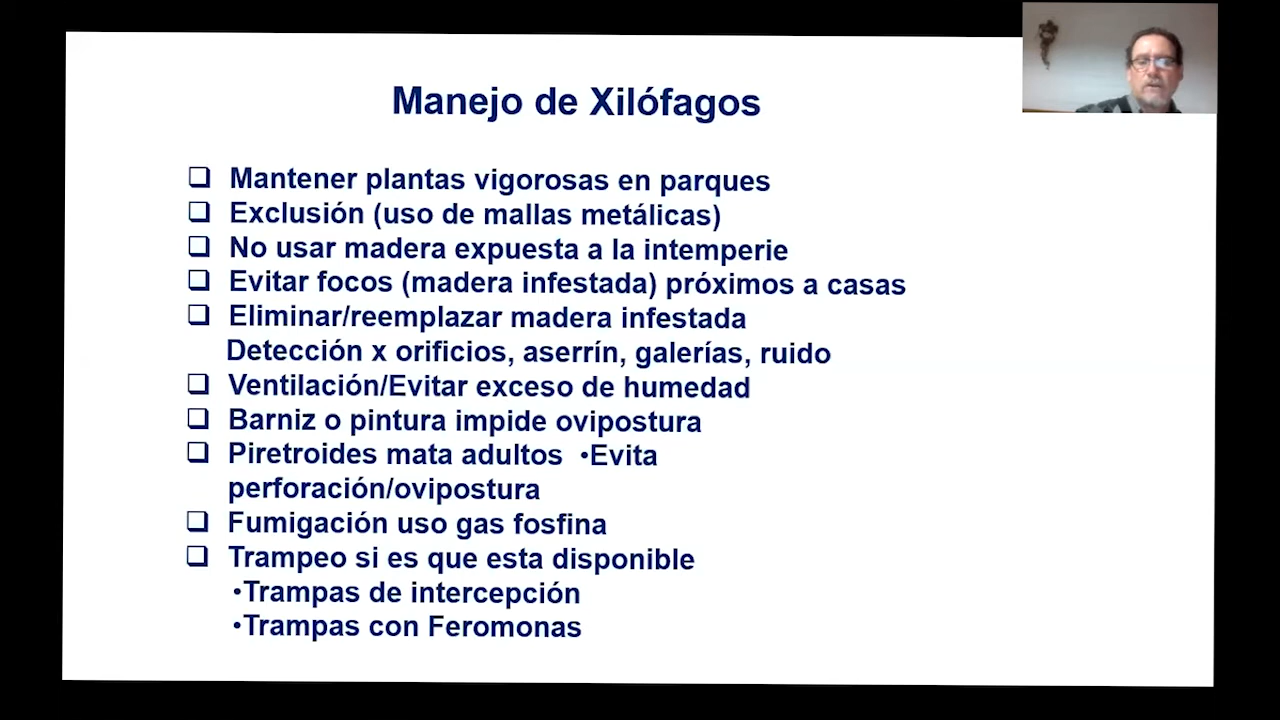 Manejo de Xilófagos
❑ Mantener plantas vigorosas en parques
❑ Exclusión (uso de mallas metálicas)
❑ No usar madera expuesta a la intemperie
❑ Evitar focos (madera infestada) próximos a casas
❑ Eliminar/reemplazar madera infestada
Detección x orificios, aserrín, galerías, ruido
❑ Ventilación/Evitar exceso de humedad
❑ Barniz o pintura impide ovipostura
❑ Piretroides mata adultos •Evita
perforación/ovipostura
❑ Fumigación uso gas fosfina
❑ Trampeo si es que esta disponible
•Trampas de intercepción
•Trampas con Feromonas